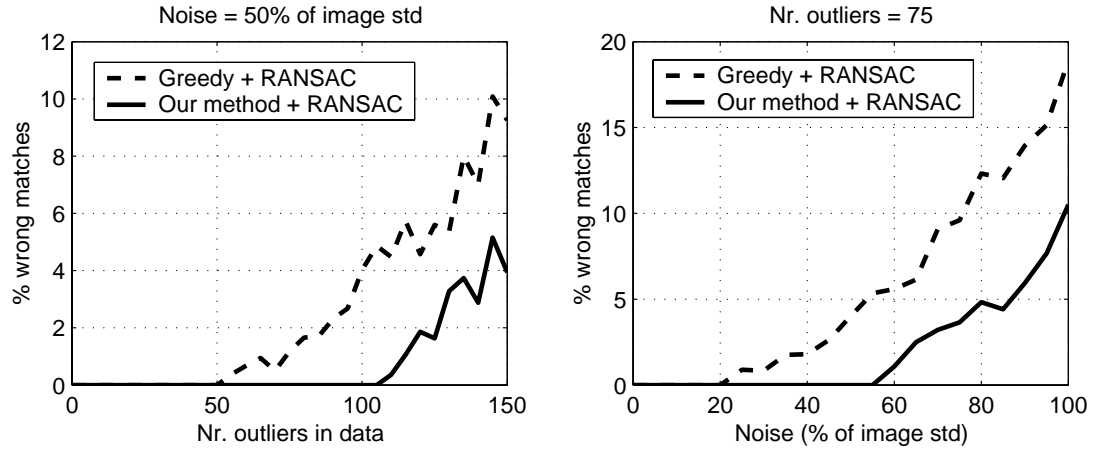 Noise = 50% of image std
12
10
8
6
4
2
0
% wrong matches
Greedy + RANSAC
Our method + RANSAC
0
50
100
150
Nr. outliers in data
Nr. outliers = 75
20
15
10
5
0
% wrong matches
Greedy + RANSAC
Our method + RANSAC
0
20
40
60
80
100
Noise (% of image std)